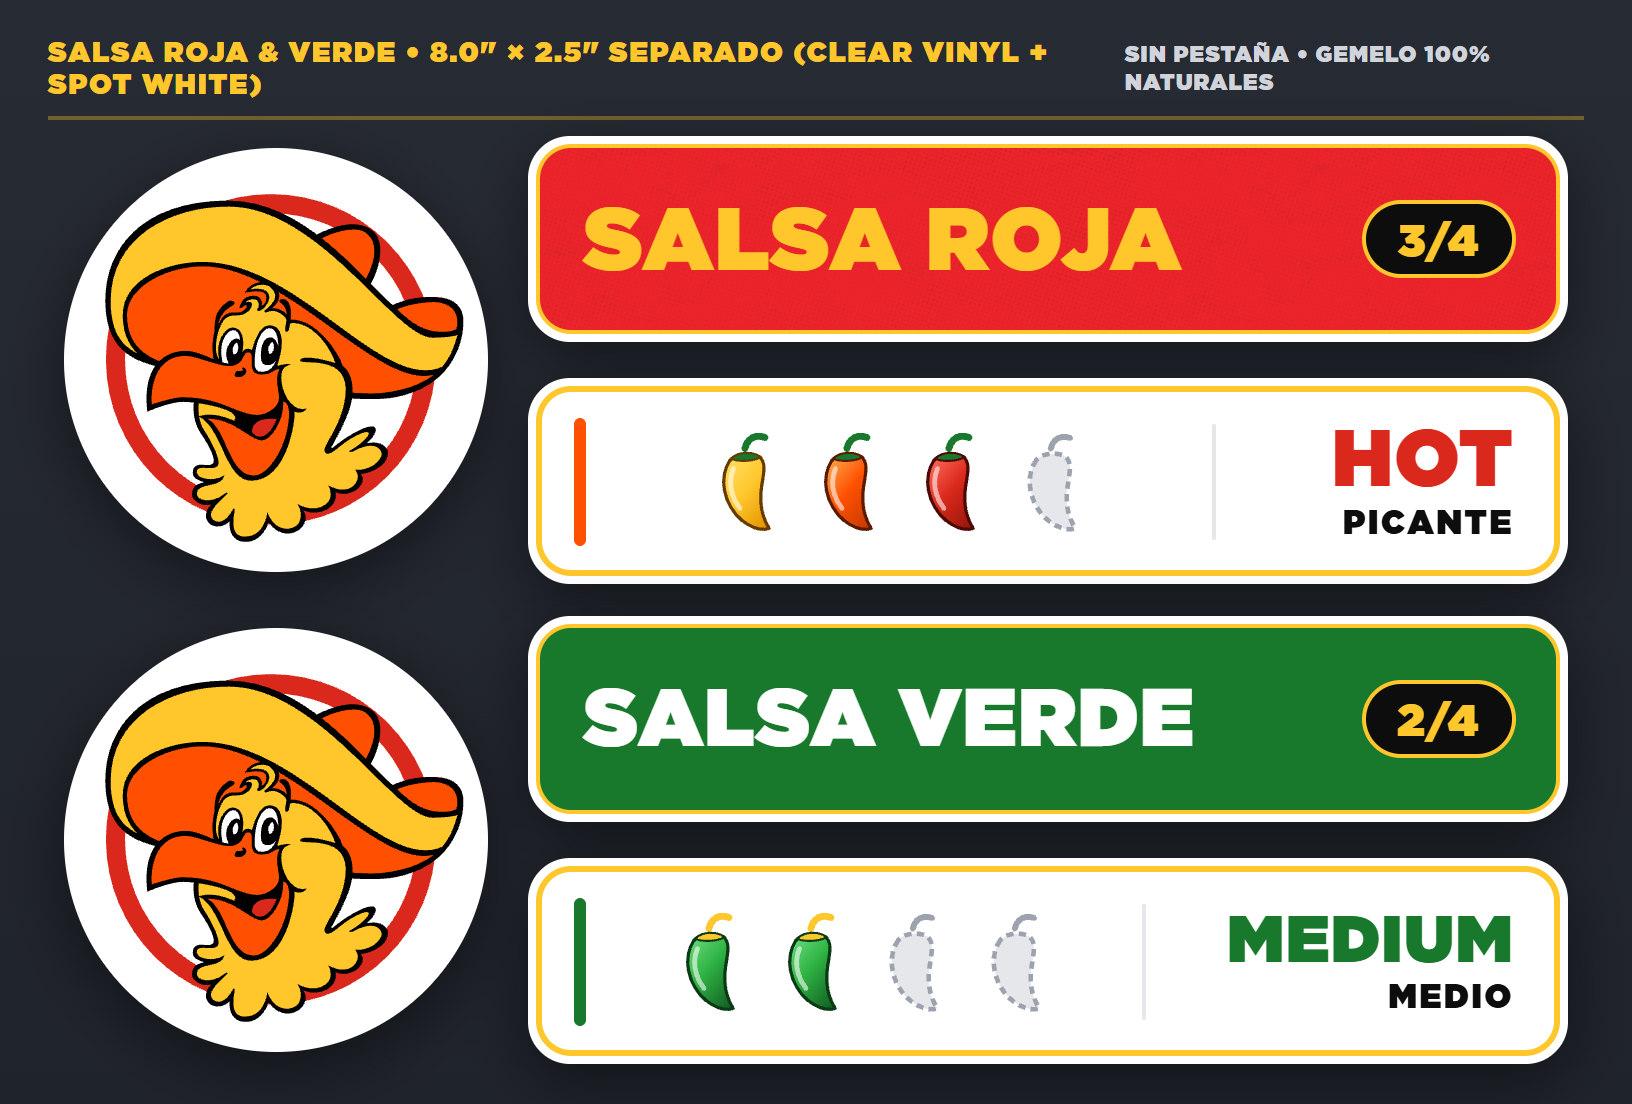 SALSA ROJA & VERDE • 8.0" × 2.5" SEPARADO (CLEAR VINYL +
SPOT WHITE)
SIN PESTAÑA • GEMELO 100%
NATURALES
SALSA ROJA
3/4
HOT
PICANTE
SALSA VERDE
2/4
MEDIUM
MEDIO